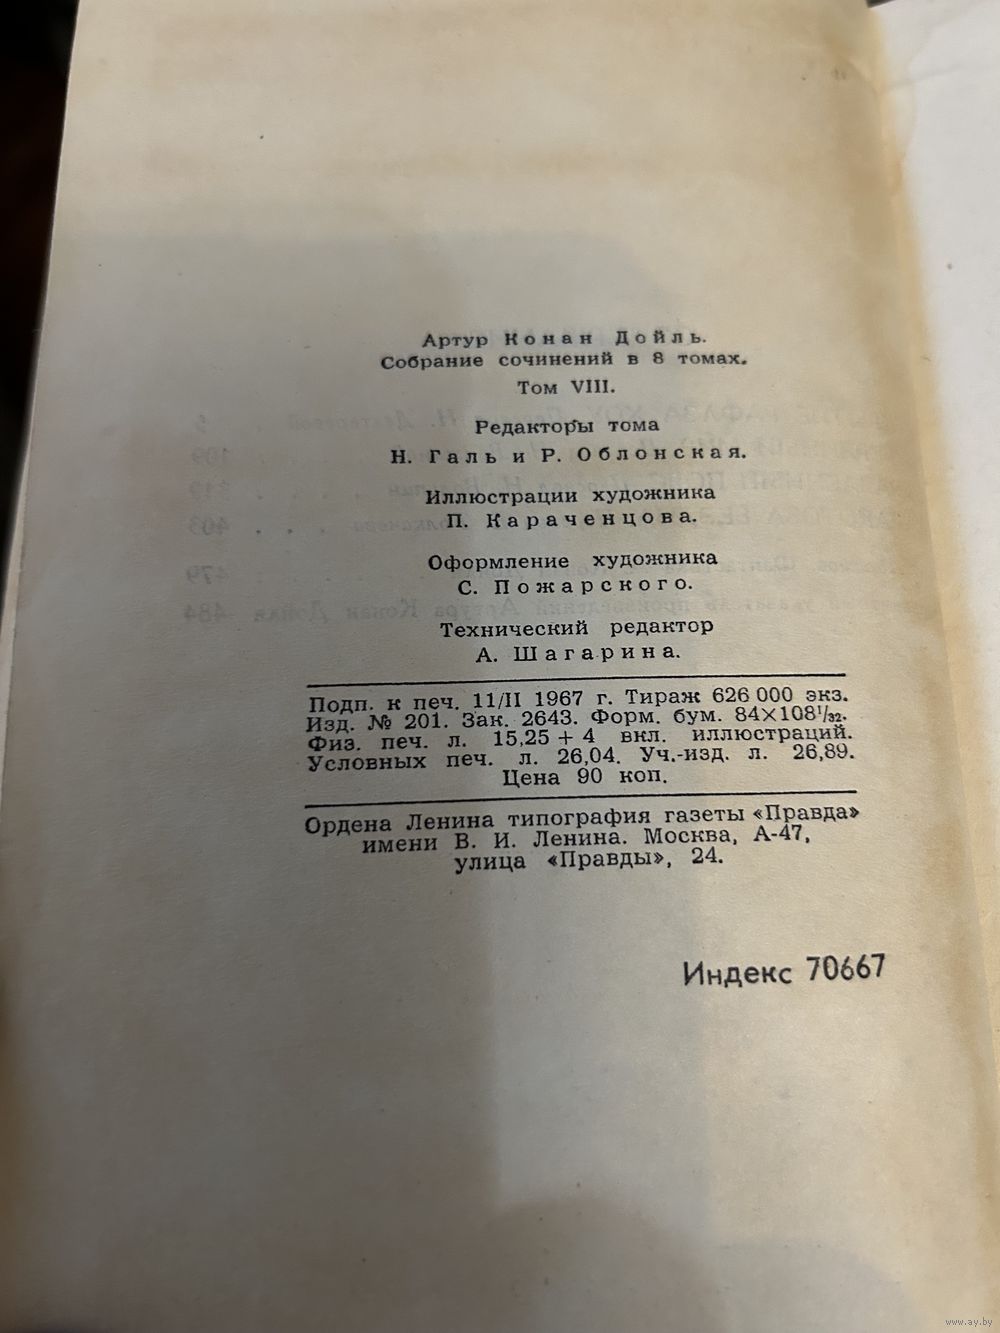 Артур Конан Дойль.
Собрание сочинений в 8 томах.
Том VIII.
Редакторы тома
Н. Галь и Р. Облонская.
Иллюстрации художника
П. Караченцова.
Оформление художника
С. Пожарского.
Технический редактор
А. Шагарина.
Подп. к печ. 11/II 1967 г. Тираж 626 000 экз.
Изд. № 201. Зак. 2643. Форм. бум. 84×108¹/₃₂.
Физ. печ. л. 15,25 + 4 вкл. иллюстраций.
Условных печ. л. 26,04. Уч.-изд. л. 26,89.
Цена 90 коп.
Ордена Ленина типография газеты «Правда»
имени В. И. Ленина. Москва, А-47,
улица «Правды», 24.
Индекс 70667
www.ay.by